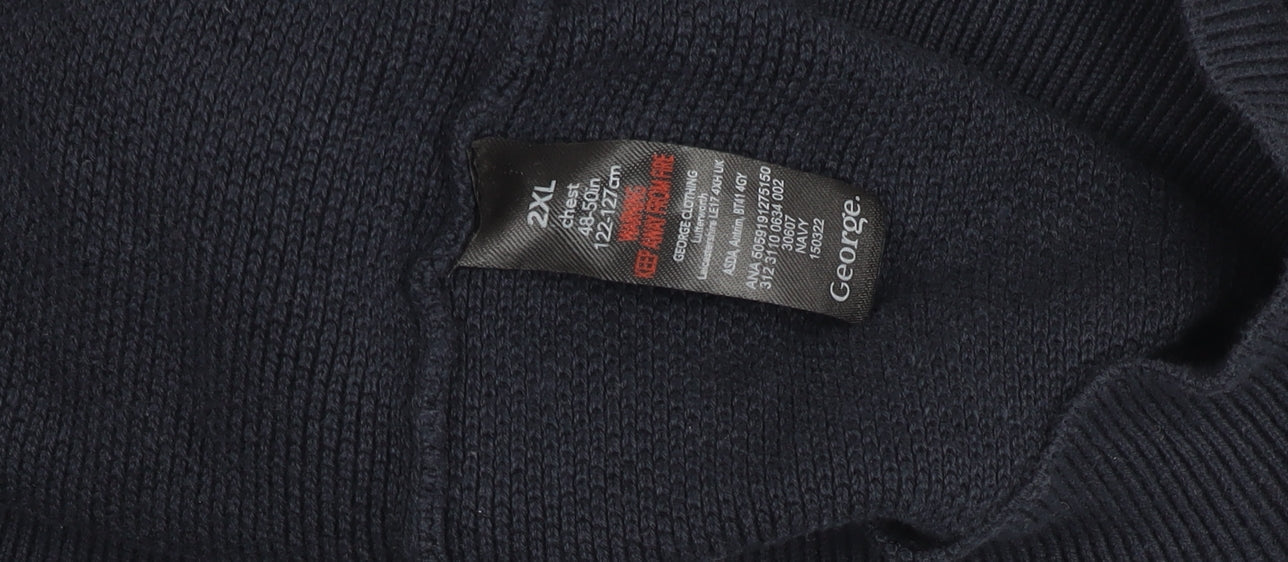 2XL
chest
48-50in
122-127cm
WARNING
KEEP AWAY FROM FIRE
GEORGE CLOTHING
Lutterworth
Leicestershire LE17 4XH UK
ASDA, Antrim, BT41 4GY
ANA 5059191275150
312 3110 0634 002
30607
NAVY
150322
George.